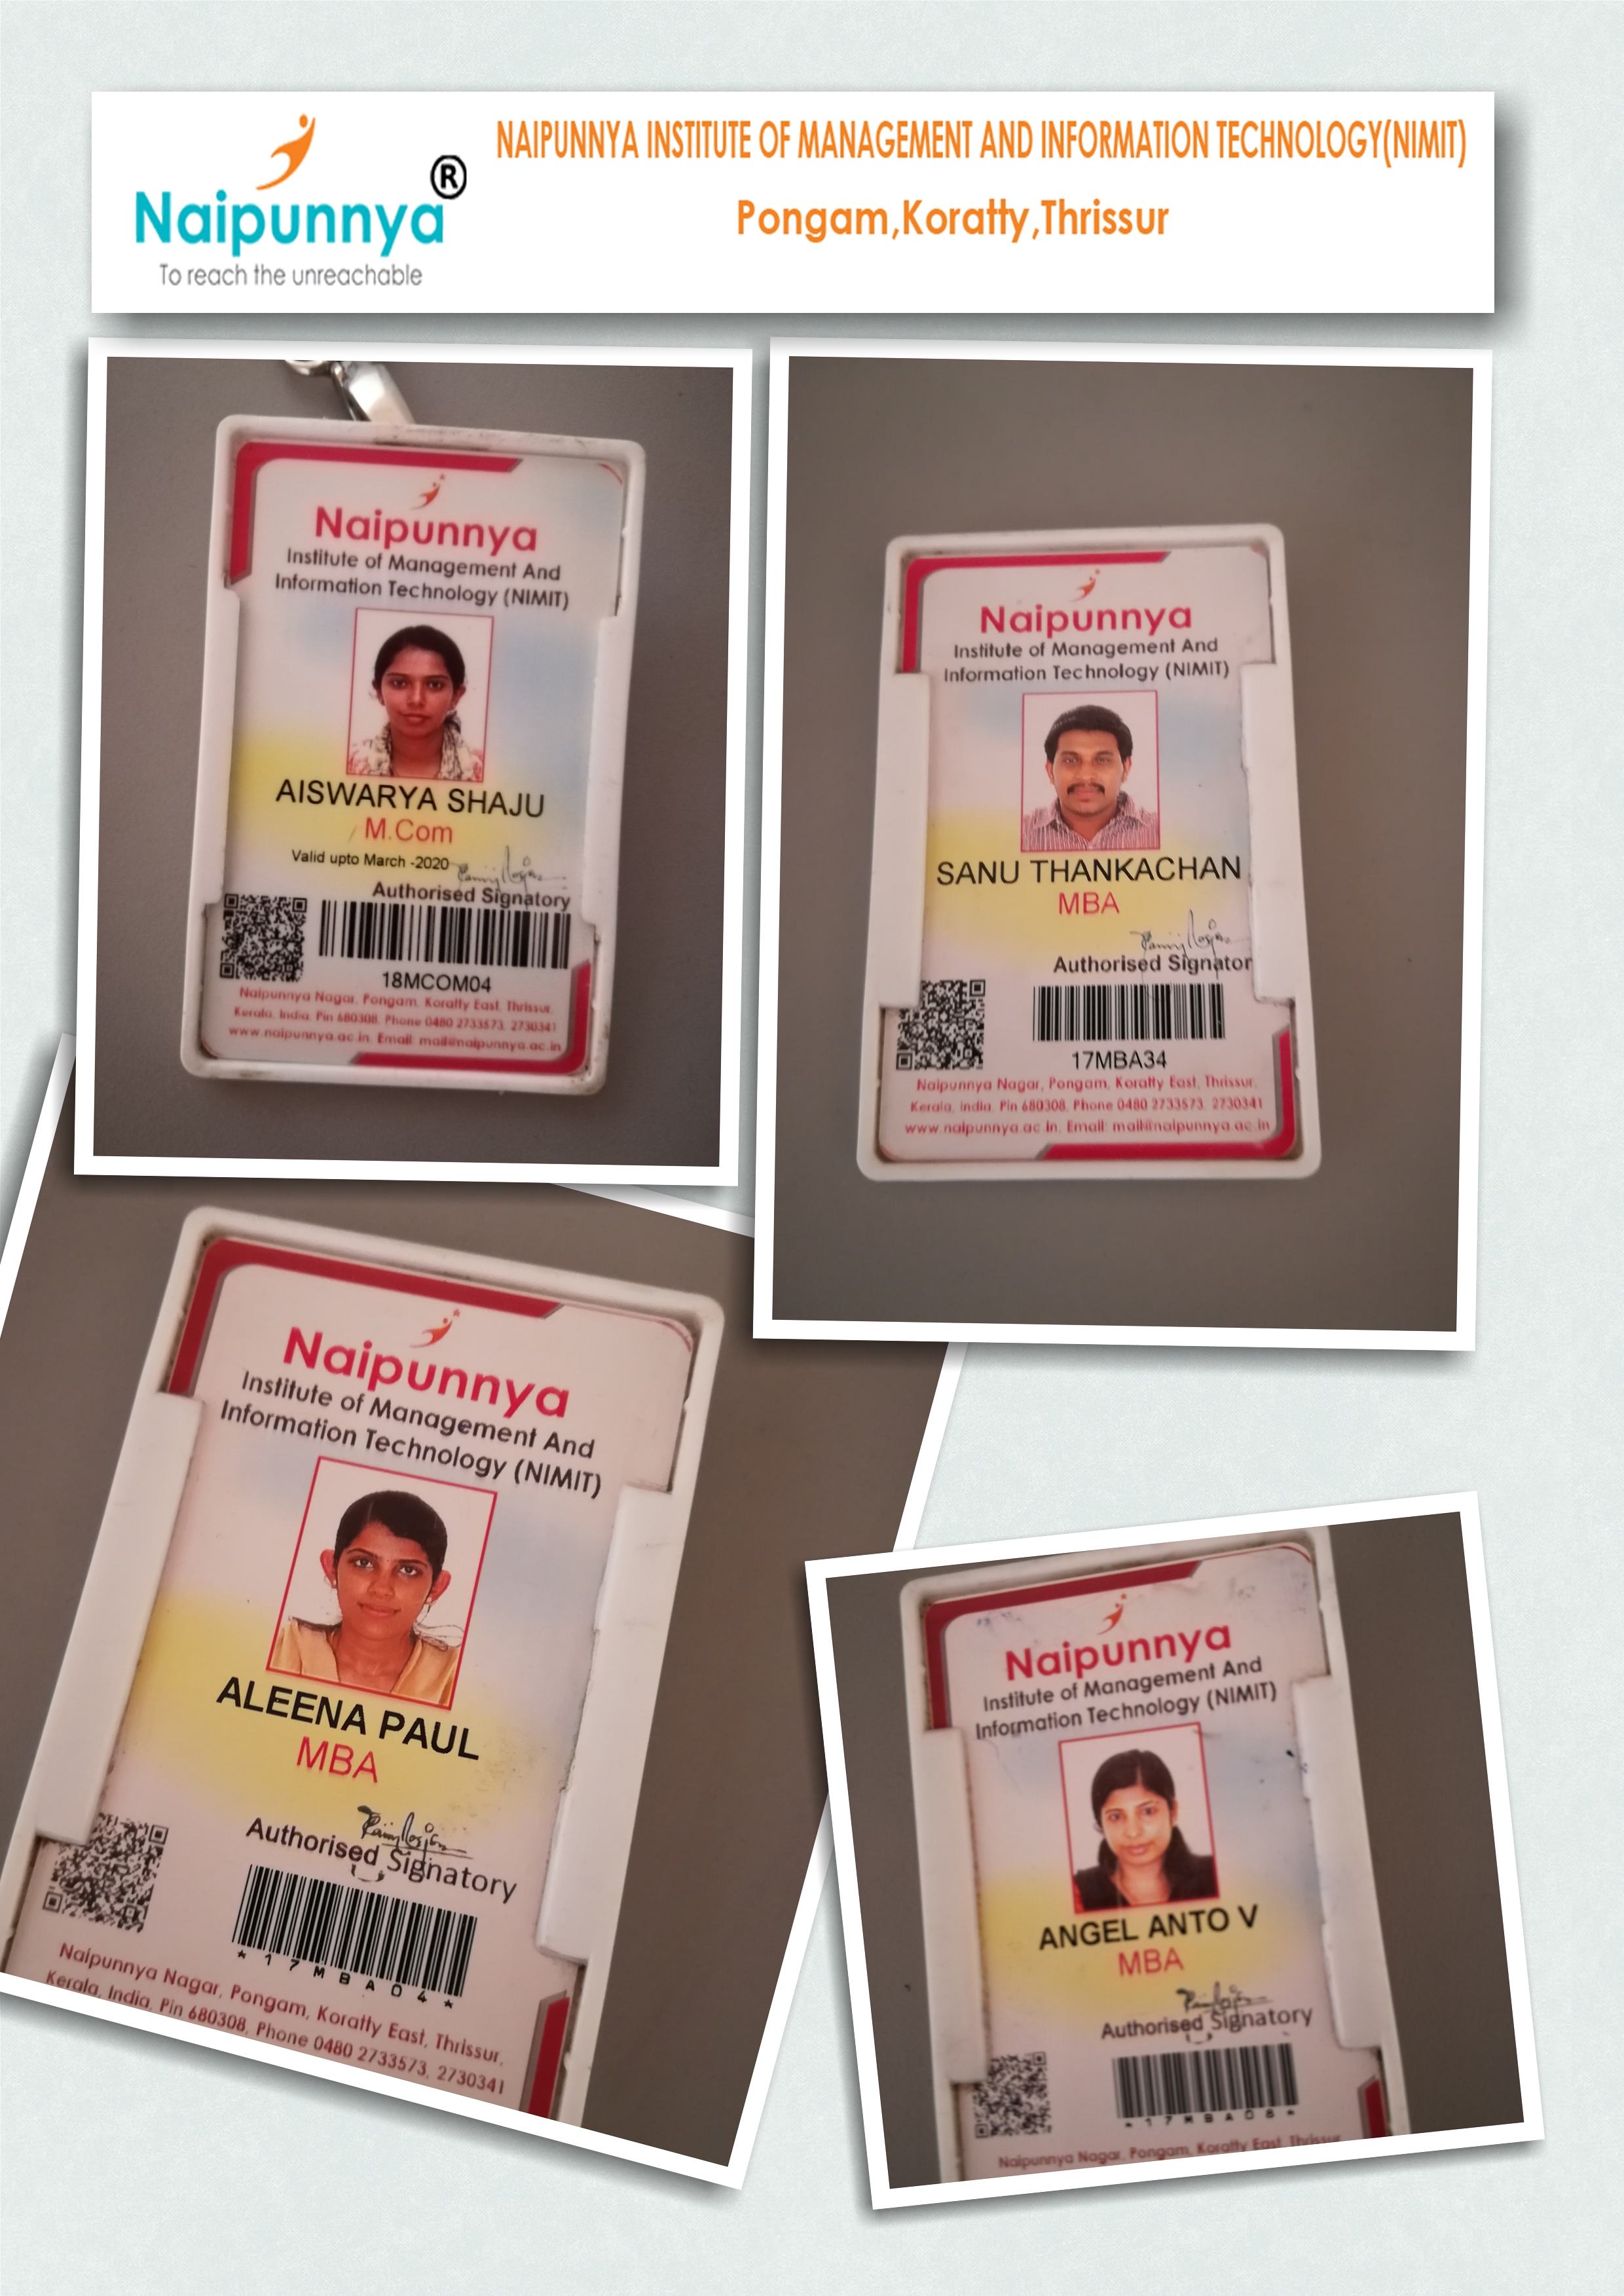 Naipunnya®
To reach the unreachable
NAIPUNNYA INSTITUTE OF MANAGEMENT AND INFORMATION TECHNOLOGY(NIMIT)
Pongam,Koratty,Thrissur
Naipunnya
Institute of Management And
Information Technology (NIMIT)
AISWARYA SHAJU
M.Com
Valid upto March -2020
Authorised Signatory
18MCOM04
Naipunnya Nagar, Pongam, Koratty East, Thrissur,
Kerala, India, Pin 680308, Phone 0480 2733573, 2730341
www.naipunnya.ac.in, Email: mail@naipunnya.ac.in
Naipunnya
Institute of Management And
Information Technology (NIMIT)
SANU THANKACHAN
MBA
Authorised Signator
17MBA34
Naipunnya Nagar, Pongam, Koratty East, Thrissur,
Kerala, India, Pin 680308, Phone 0480 2733573, 2730341
www.naipunnya.ac.in, Email: mail@naipunnya.ac.in
Naipunnya
Institute of Management And
Information Technology (NIMIT)
ALEENA PAUL
MBA
Authorised Signatory
*17MBA04*
Naipunnya Nagar, Pongam, Koratty East, Thrissur,
Kerala, India, Pin 680308, Phone 0480 2733573, 2730341
Naipunnya
Institute of Management And
Information Technology (NIMIT)
ANGEL ANTO V
MBA
Authorised Signatory
Naipunnya Nagar, Pongam, Koratty East, Thrissur